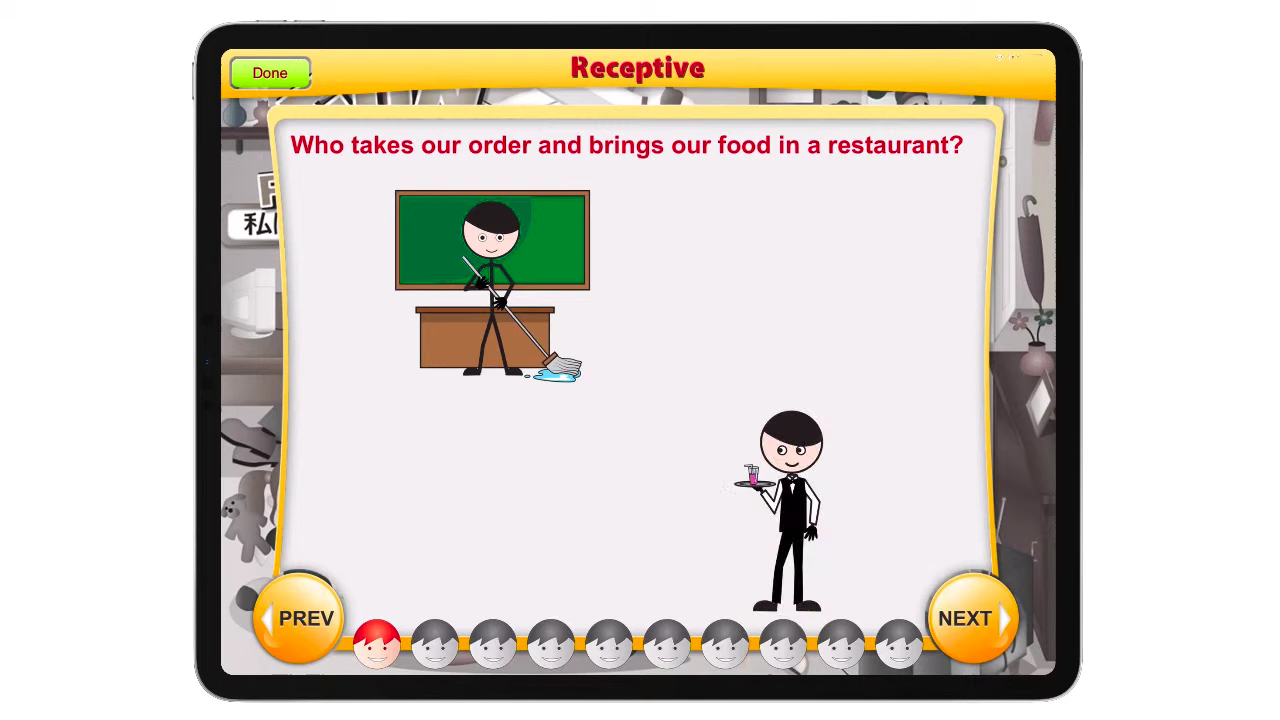 Done
Receptive
Who takes our order and brings our food in a restaurant?
PREV
NEXT